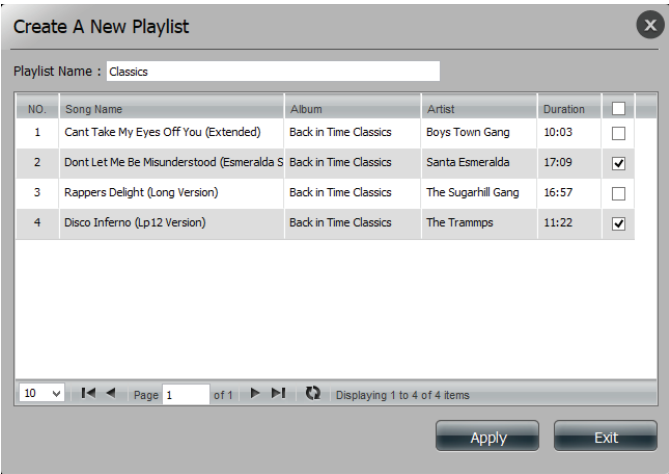 Create A New Playlist
Playlist Name : Classics
NO. Song Name Album Artist Duration
1 Cant Take My Eyes Off You (Extended) Back in Time Classics Boys Town Gang 10:03
2 Dont Let Me Be Misunderstood (Esmeralda S Back in Time Classics Santa Esmeralda 17:09
3 Rappers Delight (Long Version) Back in Time Classics The Sugarhill Gang 16:57
4 Disco Inferno (Lp12 Version) Back in Time Classics The Trammps 11:22
10 Page 1 of 1 Displaying 1 to 4 of 4 items
Apply Exit